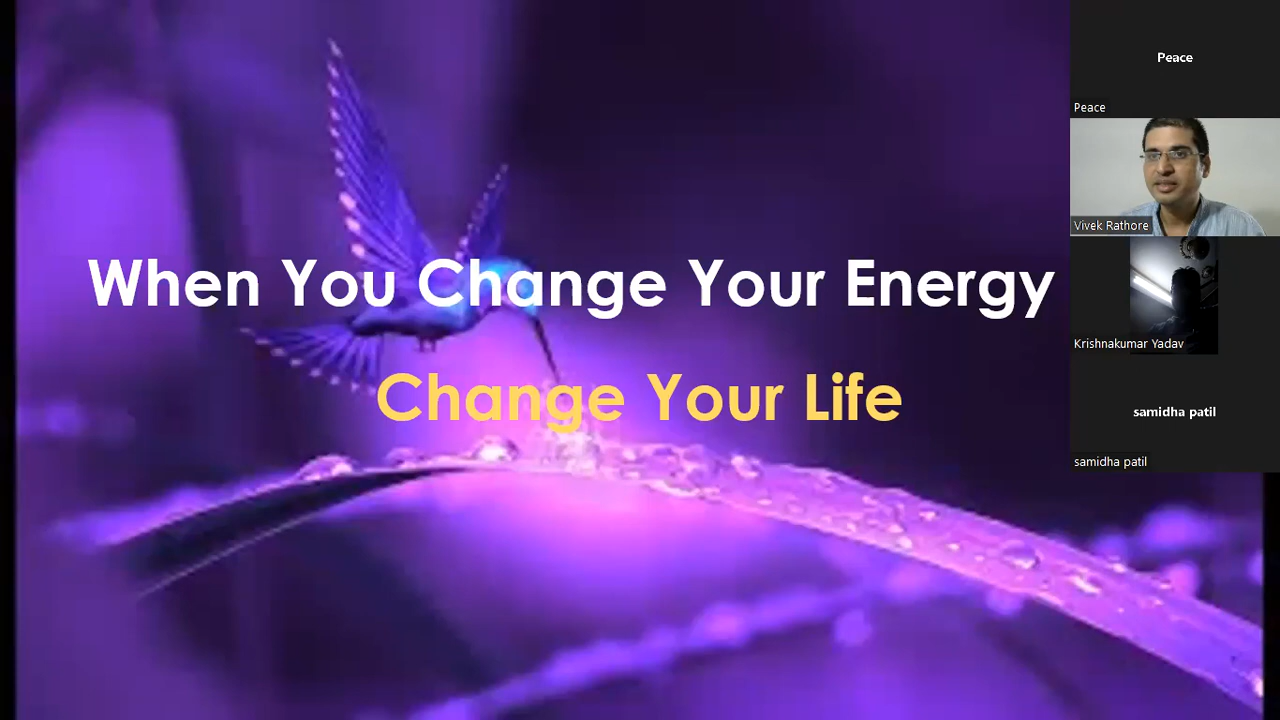 When You Change Your Energy
Change Your Life
Peace
Peace
Vivek Rathore
Krishnakumar Yadav
samidha patil
samidha patil